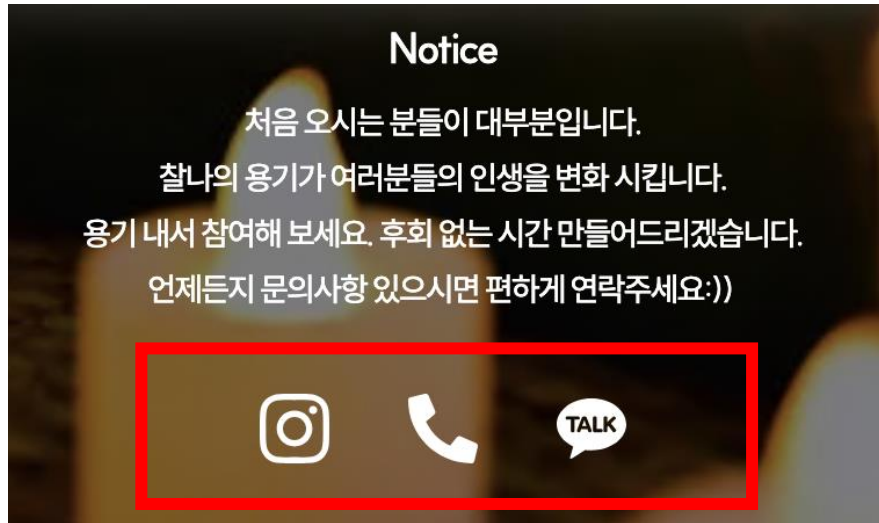 Notice
처음 오시는 분들이 대부분입니다.
찰나의 용기가 여러분들의 인생을 변화 시킵니다.
용기 내서 참여해 보세요. 후회 없는 시간 만들어드리겠습니다.
언제든지 문의사항 있으시면 편하게 연락주세요:))
TALK